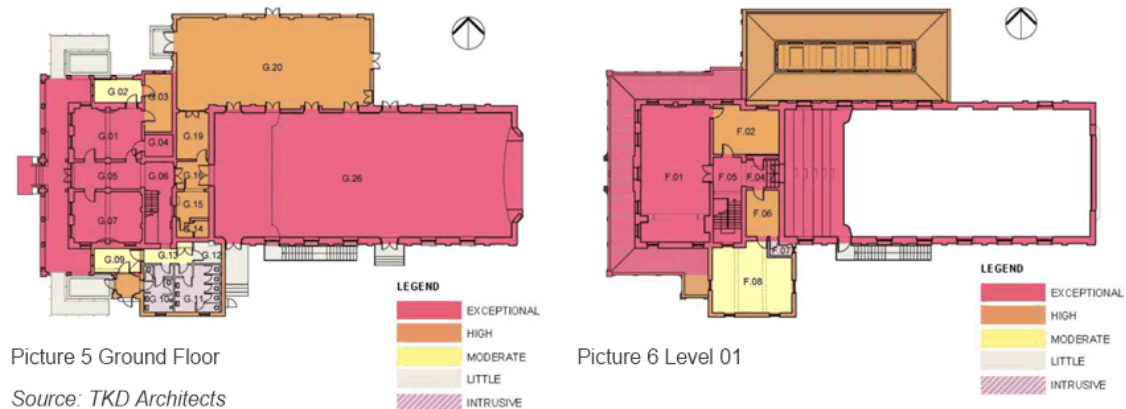 G.20
G.02
G.03
G.01
G.04
G.19
G.05
G.06
G.16
G.26
G.07
G.15
G.14
G.09
G.13
G.12
G.10
G.11
LEGEND
EXCEPTIONAL
HIGH
MODERATE
LITTLE
INTRUSIVE
Picture 5 Ground Floor
Source: TKD Architects
F.02
F.01
F.05
F.04
F.06
F.07
F.08
LEGEND
EXCEPTIONAL
HIGH
MODERATE
LITTLE
INTRUSIVE
Picture 6 Level 01